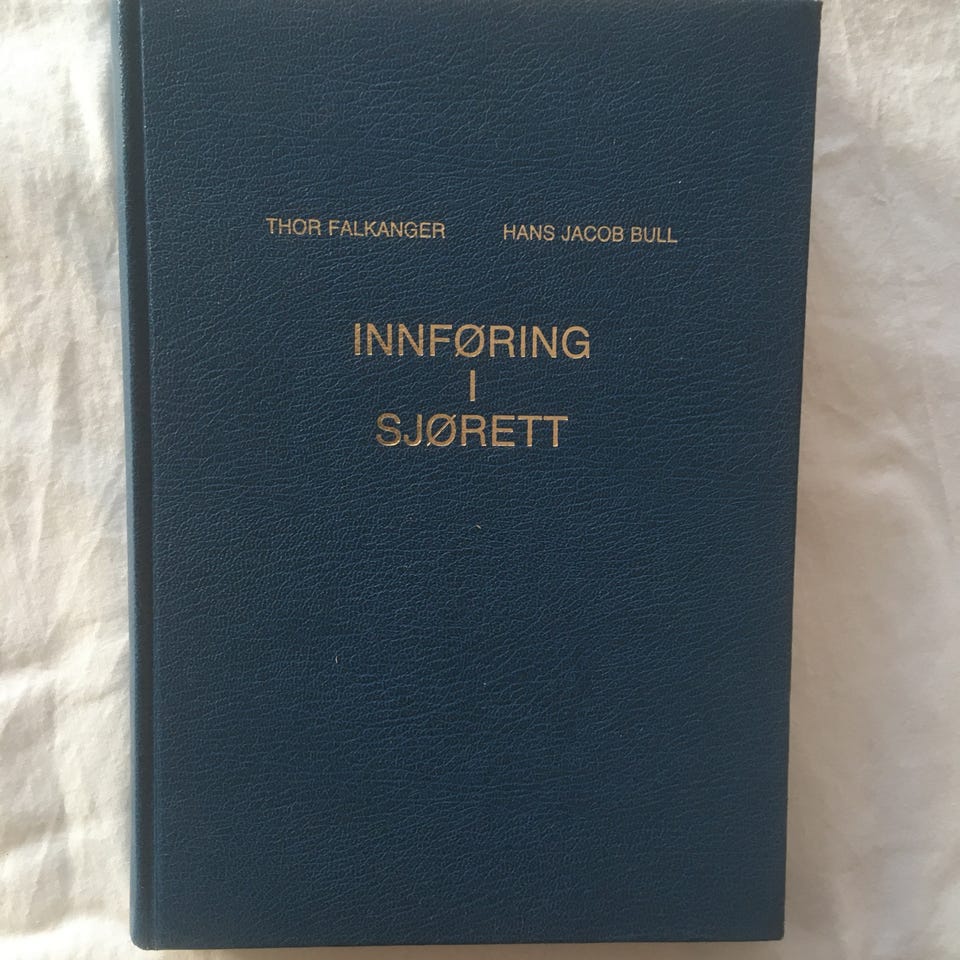 THOR FALKANGER HANS JACOB BULL
INNFØRING
I
SJØRETT